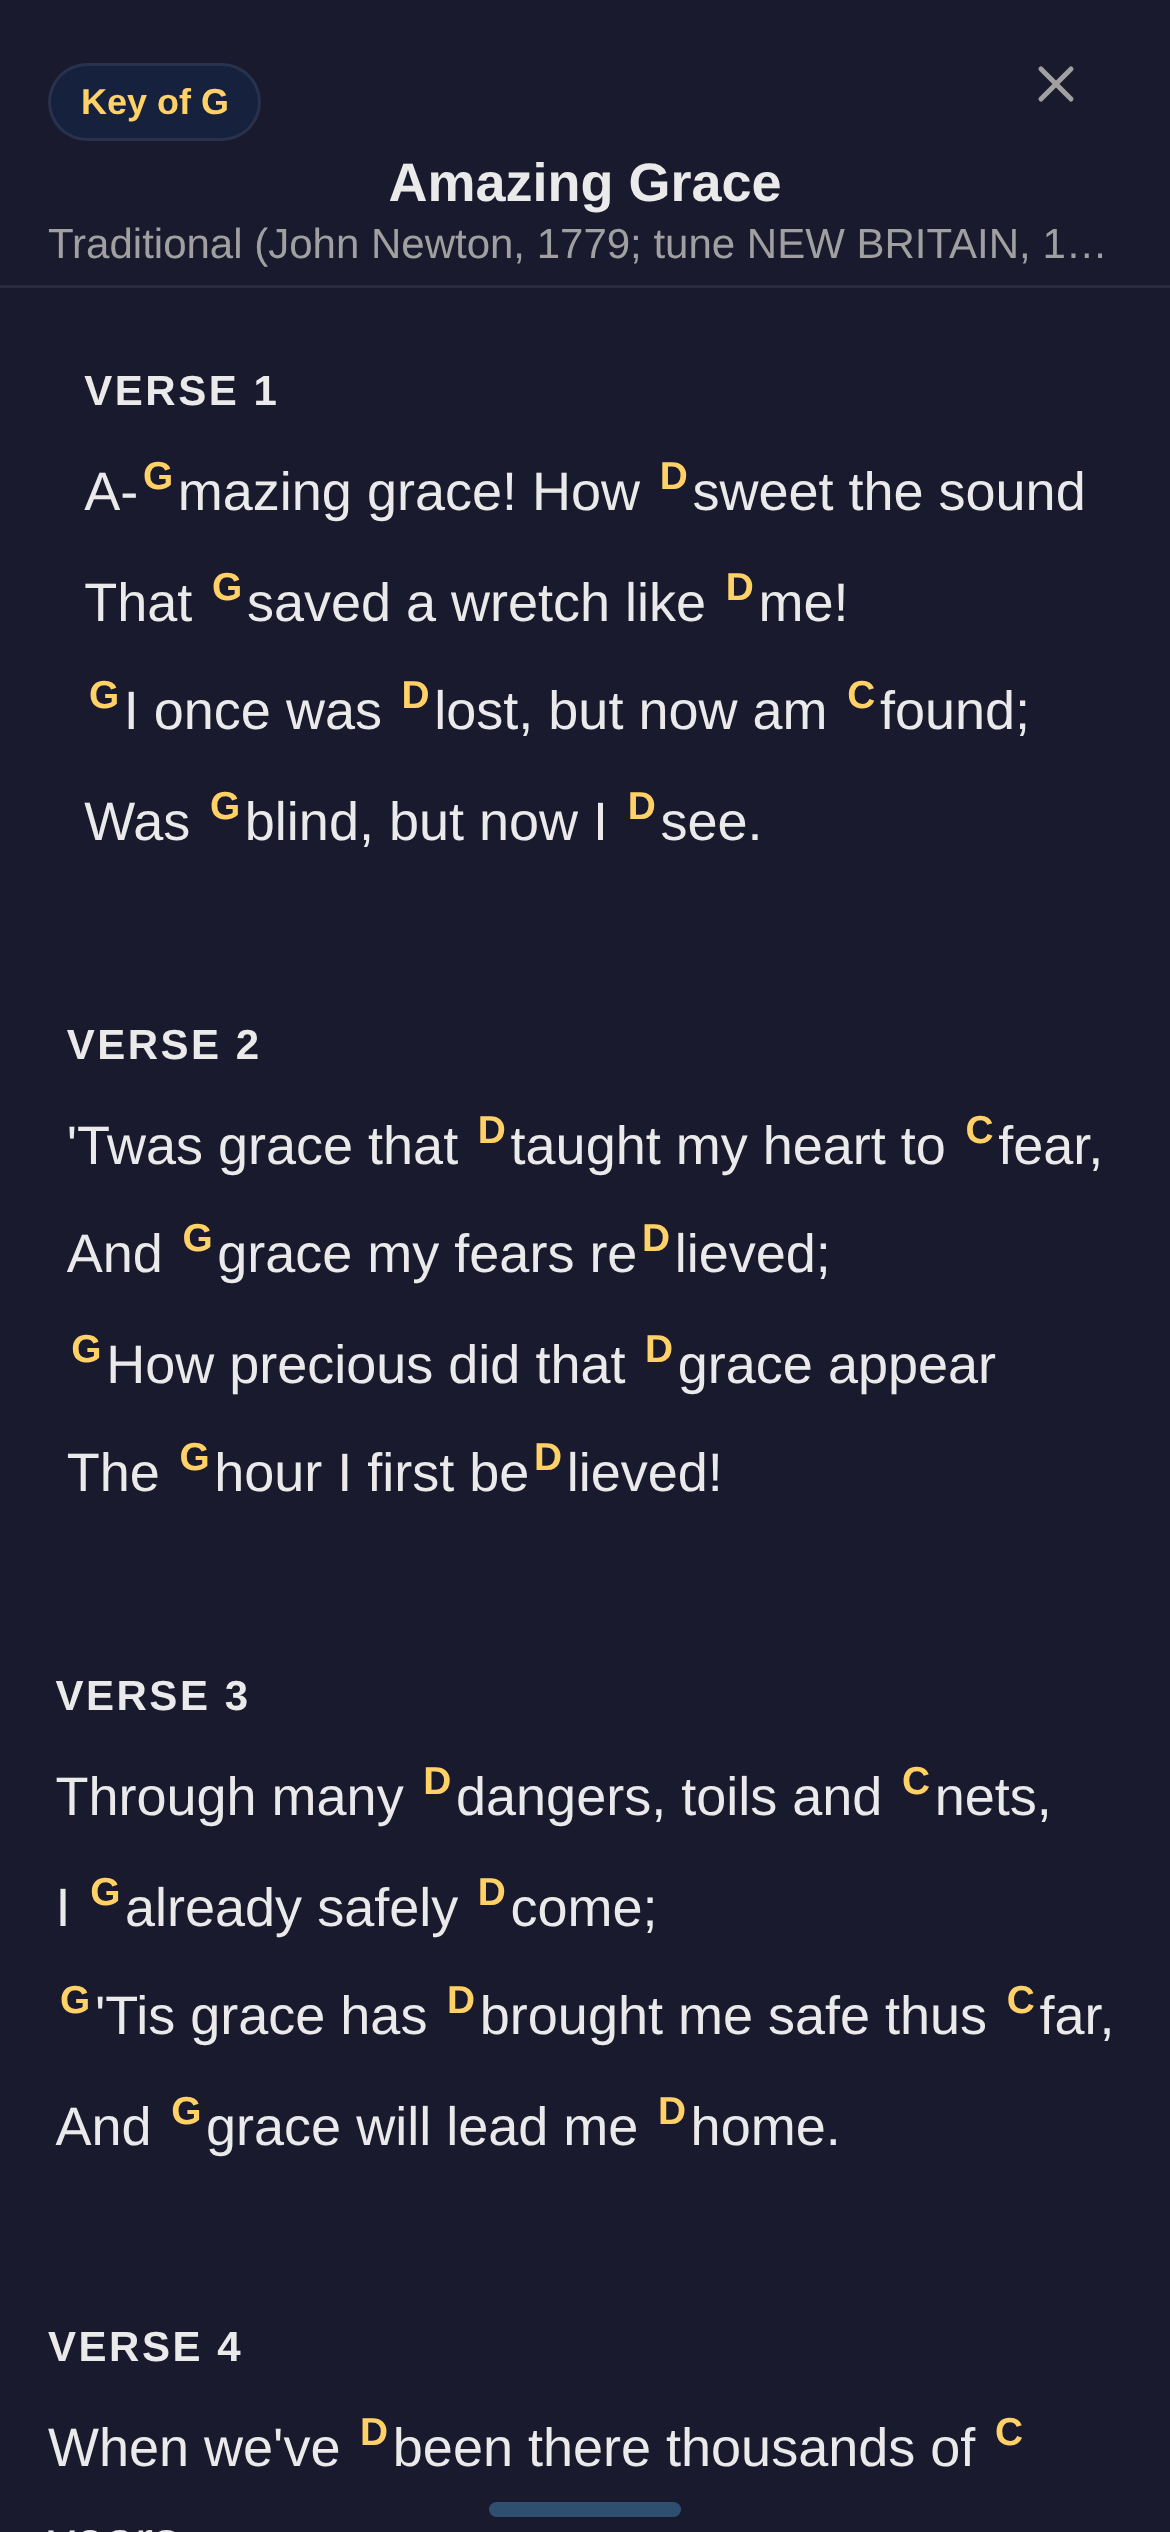 Key of G
Amazing Grace
Traditional (John Newton, 1779; tune NEW BRITAIN, 1…
VERSE 1
A-Gmazing grace! How Dsweet the sound
That Gsaved a wretch like Dme!
GI once was Dlost, but now am Cfound;
Was Gblind, but now I Dsee.
VERSE 2
'Twas grace that Dtaught my heart to Cfear,
And Ggrace my fears reDlieved;
GHow precious did that Dgrace appear
The Ghour I first beDlieved!
VERSE 3
Through many Ddangers, toils and Cnets,
I Galready safely Dcome;
G'Tis grace has Dbrought me safe thus Cfar,
And Ggrace will lead me Dhome.
VERSE 4
When we've Dbeen there thousands of C